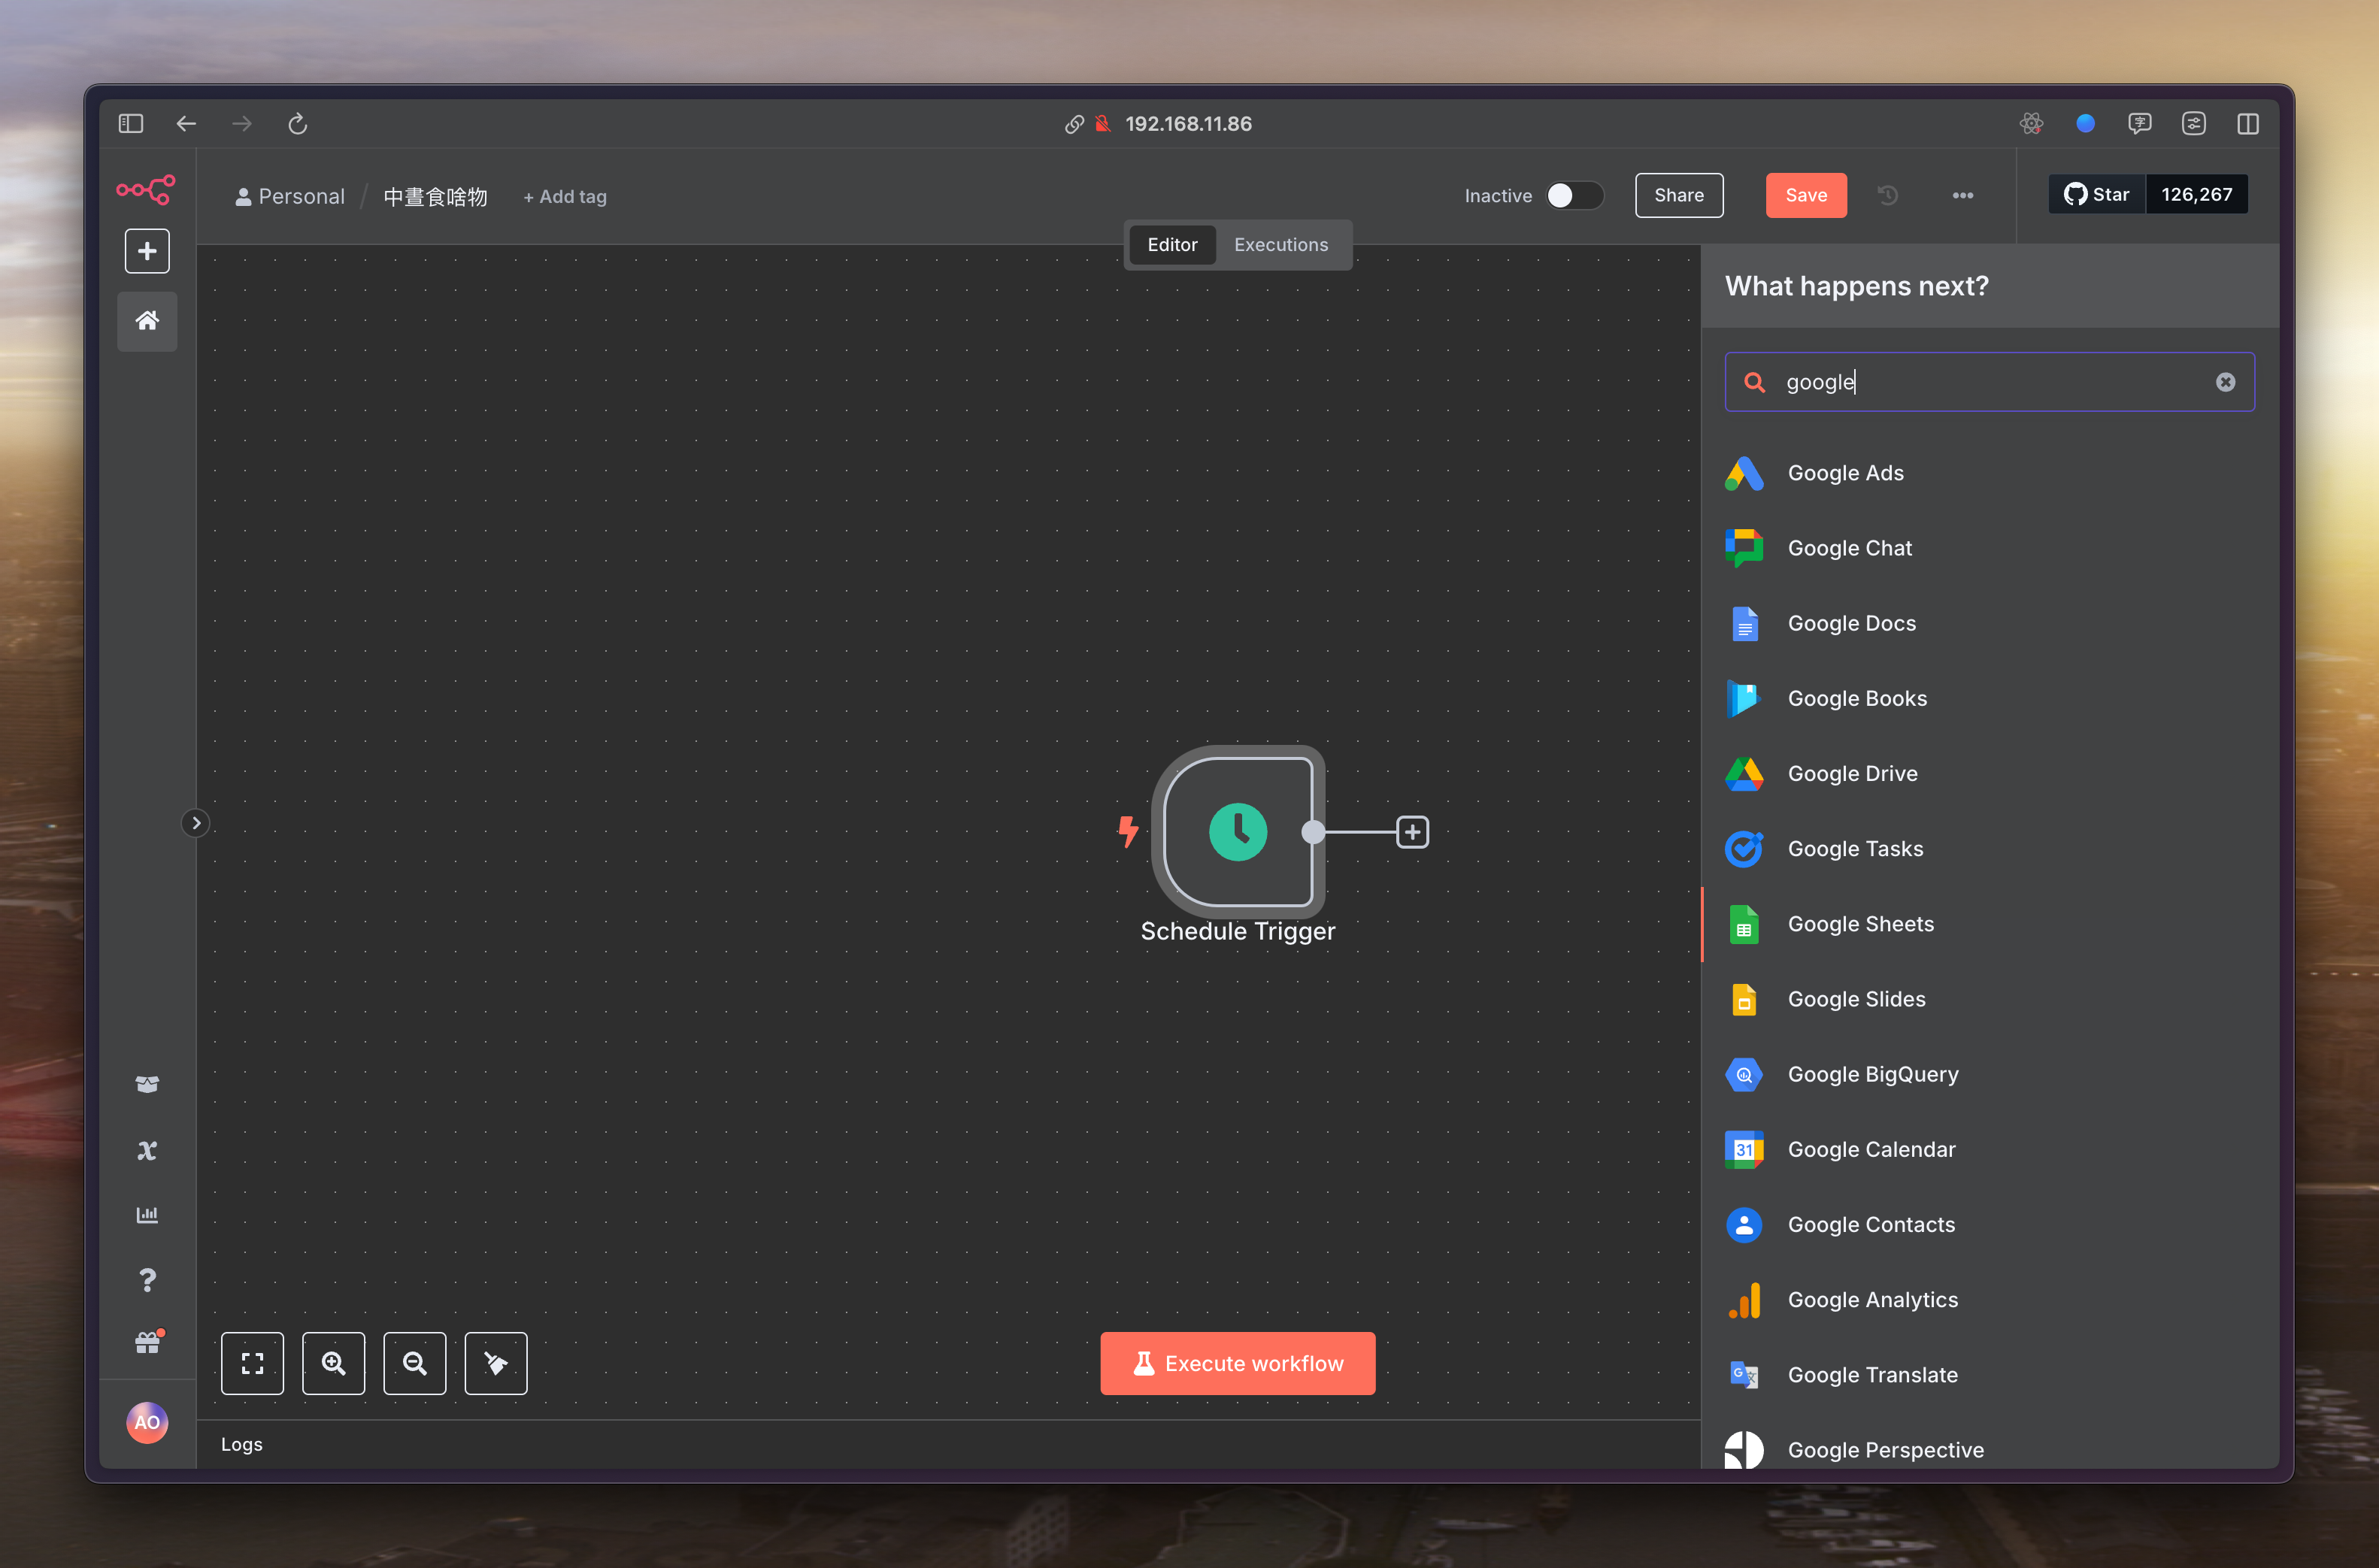 192.168.11.86
Personal / 中晝食啥物 + Add tag
Inactive
Share
Save
Star 126,267
Editor Executions
What happens next?
google
Google Ads
Google Chat
Google Docs
Google Books
Google Drive
Google Tasks
Google Sheets
Google Slides
Google BigQuery
31
Google Calendar
Google Contacts
Google Analytics
Google Translate
Google Perspective
Schedule Trigger
Execute workflow
AO
Logs